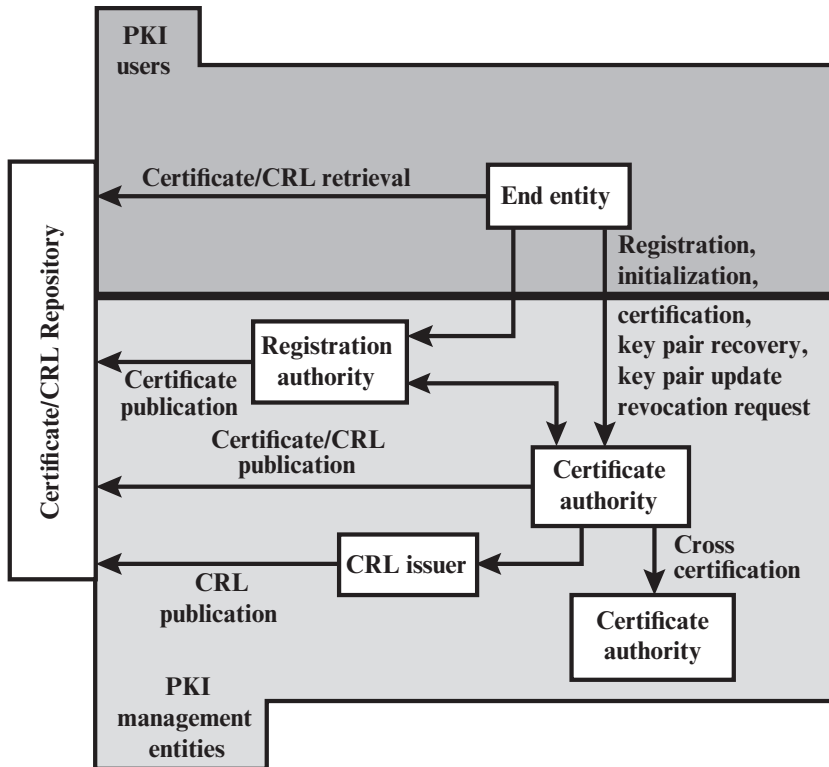 PKI
users
Certificate/CRL retrieval
End entity
Certificate/CRL Repository
Registration,
initialization,
certification,
key pair recovery,
key pair update
revocation request
Registration
authority
Certificate
publication
Certificate/CRL
publication
Certificate
authority
CRL issuer
Cross
certification
CRL
publication
Certificate
authority
PKI
management
entities